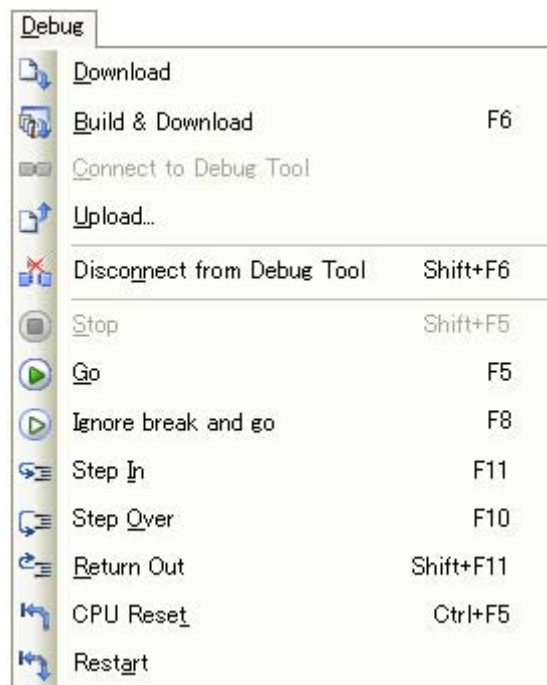 Debug
Download
Build & Download F6
Connect to Debug Tool
Upload...
Disconnect from Debug Tool Shift+F6
Stop Shift+F5
Go F5
Ignore break and go F8
Step In F11
Step Over F10
Return Out Shift+F11
CPU Reset Ctrl+F5
Restart